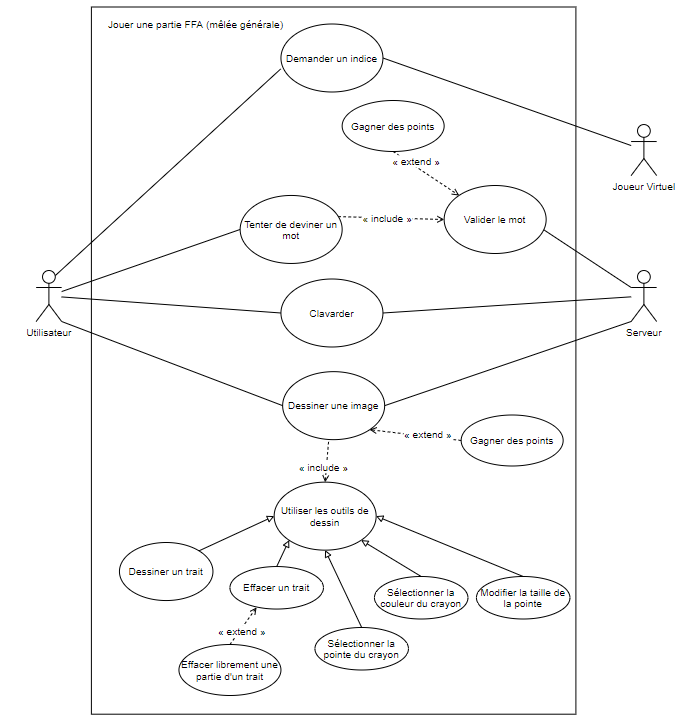 Jouer une partie FFA (mêlée générale)
Demander un indice
Gagner des points
« extend »
Joueur Virtuel
Tenter de deviner un
mot
« include »
Valider le mot
Utilisateur
Clavarder
Serveur
Dessiner une image
« extend »
Gagner des points
« include »
Utiliser les outils de
dessin
Dessiner un trait
Effacer un trait
Sélectionner la
couleur du crayon
Modifier la taille de
la pointe
« extend »
Sélectionner la
pointe du crayon
Effacer librement une
partie d'un trait